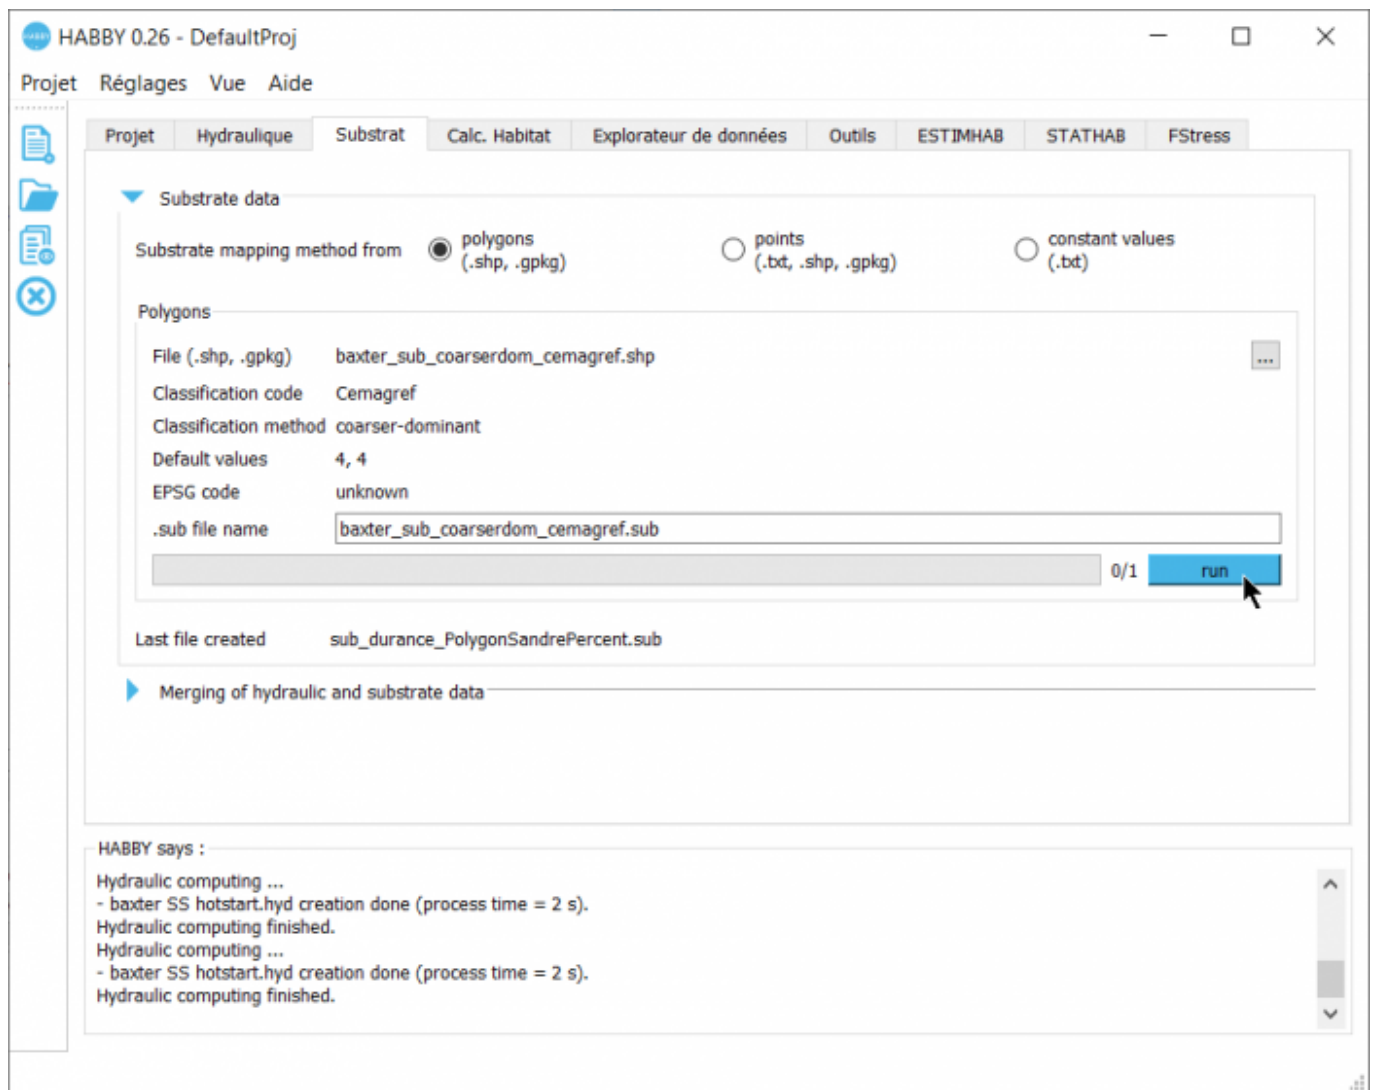 HABBY 0.26 - DefaultProj
Projet Réglages Vue Aide
Projet Hydraulique Substrat Calc. Habitat Explorateur de données Outils ESTIMHAB STATHAB FStress
Substrate data
Substrate mapping method from
polygons
(.shp, .gpkg)
points
(.txt, .shp, .gpkg)
constant values
(.txt)
Polygons
File (.shp, .gpkg) baxter_sub_coarserdom_cemagref.shp ...
Classification code Cemagref
Classification method coarser-dominant
Default values 4, 4
EPSG code unknown
.sub file name baxter_sub_coarserdom_cemagref.sub
0/1 run
Last file created sub_durance_PolygonSandrePercent.sub
Merging of hydraulic and substrate data
HABBY says :
Hydraulic computing ...
- baxter SS hotstart.hyd creation done (process time = 2 s).
Hydraulic computing finished.
Hydraulic computing ...
- baxter SS hotstart.hyd creation done (process time = 2 s).
Hydraulic computing finished.